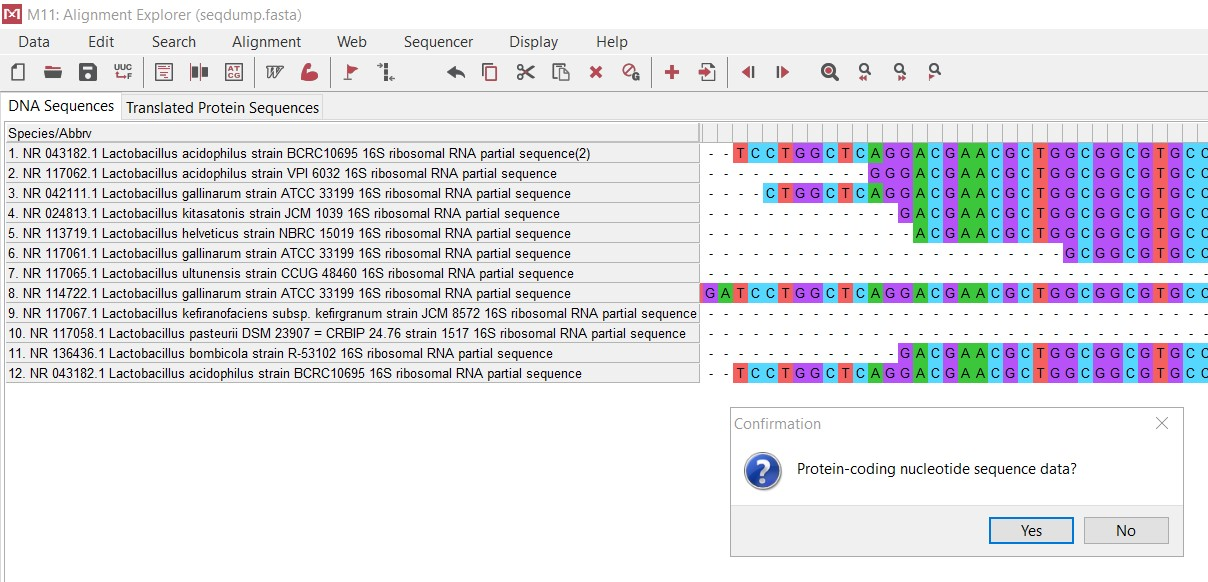 M11: Alignment Explorer (seqdump.fasta)
Data Edit Search Alignment Web Sequencer Display Help
UUC F AT CG W
DNA Sequences Translated Protein Sequences
Species/Abbrv
1. NR 043182.1 Lactobacillus acidophilus strain BCRC10695 16S ribosomal RNA partial sequence(2) - - T C C T G G C T C A G G A C G A A C G C T G G C G G C G T G C C
2. NR 117062.1 Lactobacillus acidophilus strain VPI 6032 16S ribosomal RNA partial sequence - - - - - - - - - - - G G G A C G A A C G C T G G C G G C G T G C C
3. NR 042111.1 Lactobacillus gallinarum strain ATCC 33199 16S ribosomal RNA partial sequence - - - - C T G G C T C A G G A C G A A C G C T G G C G G C G T G C C
4. NR 024813.1 Lactobacillus kitasatonis strain JCM 1039 16S ribosomal RNA partial sequence - - - - - - - - - - - - - G A C G A A C G C T G G C G G C G T G C C
5. NR 113719.1 Lactobacillus helveticus strain NBRC 15019 16S ribosomal RNA partial sequence - - - - - - - - - - - - - - A C G A A C G C T G G C G G C G T G C C
6. NR 117061.1 Lactobacillus gallinarum strain ATCC 33199 16S ribosomal RNA partial sequence - - - - - - - - - - - - - - - - - - - - - - - - G C G G C G T G C C
7. NR 117065.1 Lactobacillus ultunensis strain CCUG 48460 16S ribosomal RNA partial sequence - - - - - - - - - - - - - - - - - - - - - - - - - - - - - - - - - -
8. NR 114722.1 Lactobacillus gallinarum strain ATCC 33199 16S ribosomal RNA partial sequence G A T C C T G G C T C A G G A C G A A C G C T G G C G G C G T G C C
9. NR 117067.1 Lactobacillus kefiranofaciens subsp. kefirgranum strain JCM 8572 16S ribosomal RNA partial sequence - - - - - - - - - - - - - - - - - - - - - - - - - - - - - - - - - -
10. NR 117058.1 Lactobacillus pasteurii DSM 23907 = CRBIP 24.76 strain 1517 16S ribosomal RNA partial sequence - - - - - - - - - - - - - - - - - - - - - - - - - - - - - - - - - -
11. NR 136436.1 Lactobacillus bombicola strain R-53102 16S ribosomal RNA partial sequence - - - - - - - - - - - - - G A C G A A C G C T G G C G G C G T G C C
12. NR 043182.1 Lactobacillus acidophilus strain BCRC10695 16S ribosomal RNA partial sequence - - T C C T G G C T C A G G A C G A A C G C T G G C G G C G T G C C
Confirmation
Protein-coding nucleotide sequence data?
Yes No